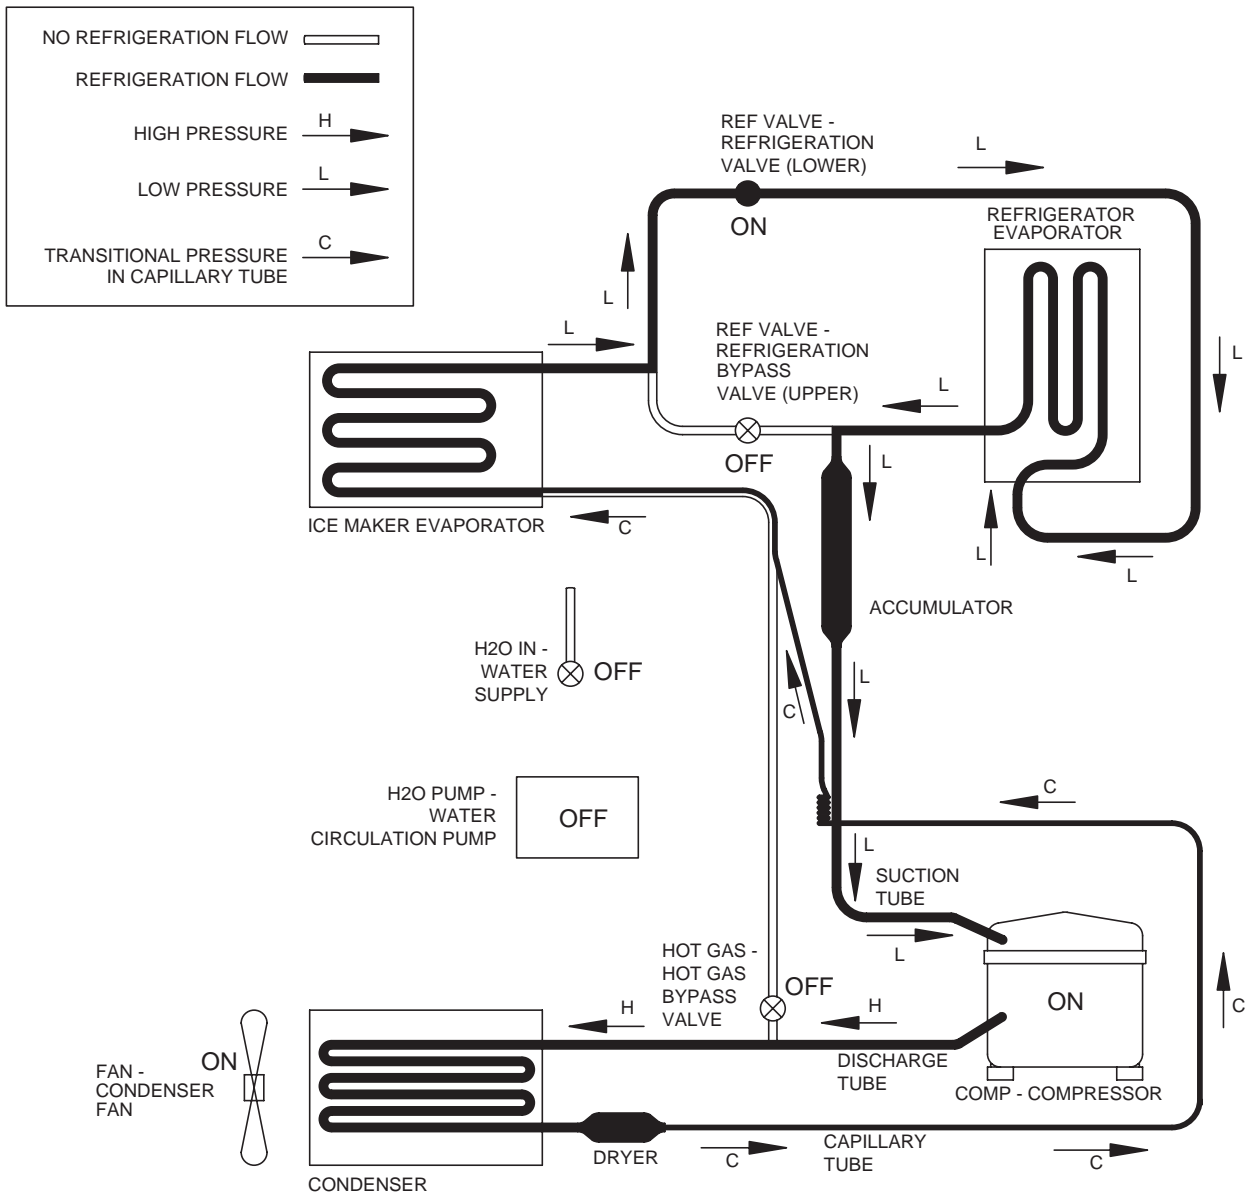 NO REFRIGERATION FLOW
REFRIGERATION FLOW
HIGH PRESSURE
H
LOW PRESSURE
L
TRANSITIONAL PRESSURE
IN CAPILLARY TUBE
C
REF VALVE -
REFRIGERATION
VALVE (LOWER)
ON
L
REFRIGERATOR
EVAPORATOR
L
L
REF VALVE -
REFRIGERATION
BYPASS
VALVE (UPPER)
OFF
L
L
L
L
L
ICE MAKER EVAPORATOR
C
ACCUMULATOR
H2O IN -
WATER
SUPPLY
OFF
L
C
H2O PUMP -
WATER
CIRCULATION PUMP
OFF
C
L
SUCTION
TUBE
L
HOT GAS -
HOT GAS
BYPASS
VALVE
OFF
H
H
ON
C
FAN -
CONDENSER
FAN
ON
DISCHARGE
TUBE
COMP - COMPRESSOR
DRYER
C
CAPILLARY
TUBE
C
CONDENSER